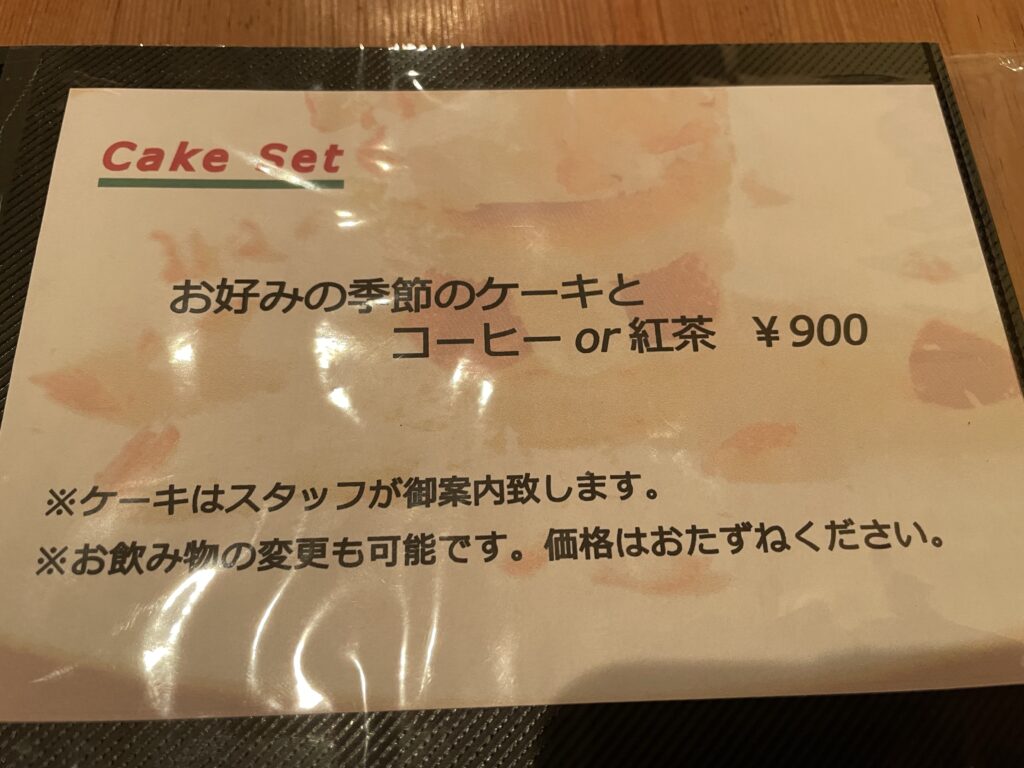 Cake Set
お好みの季節のケーキと
コーヒー or 紅茶 ￥900
※ケーキはスタッフが御案内致します。
※お飲み物の変更も可能です。価格はおたずねください。